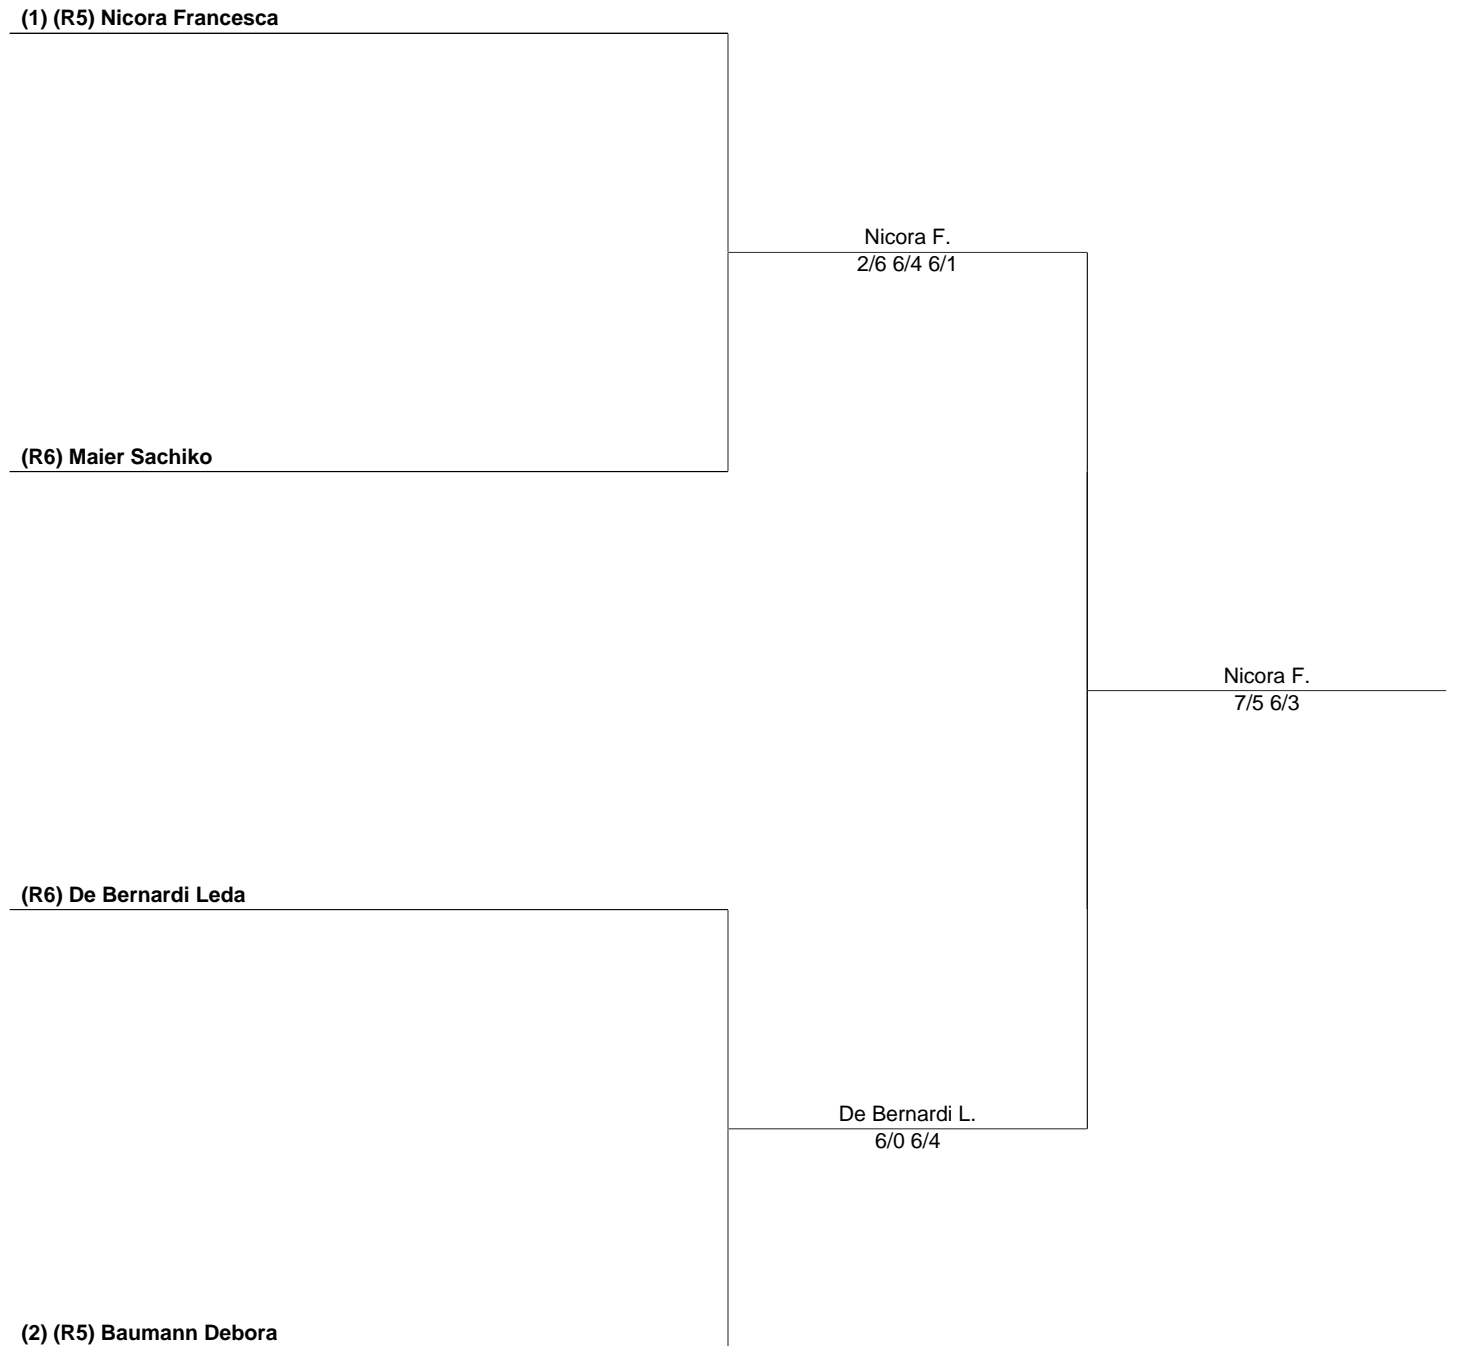 (1) (R5) Nicora Francesca
Nicora F.
2/6 6/4 6/1
(R6) Maier Sachiko
Nicora F.
7/5 6/3
(R6) De Bernardi Leda
De Bernardi L.
6/0 6/4
(2) (R5) Baumann Debora